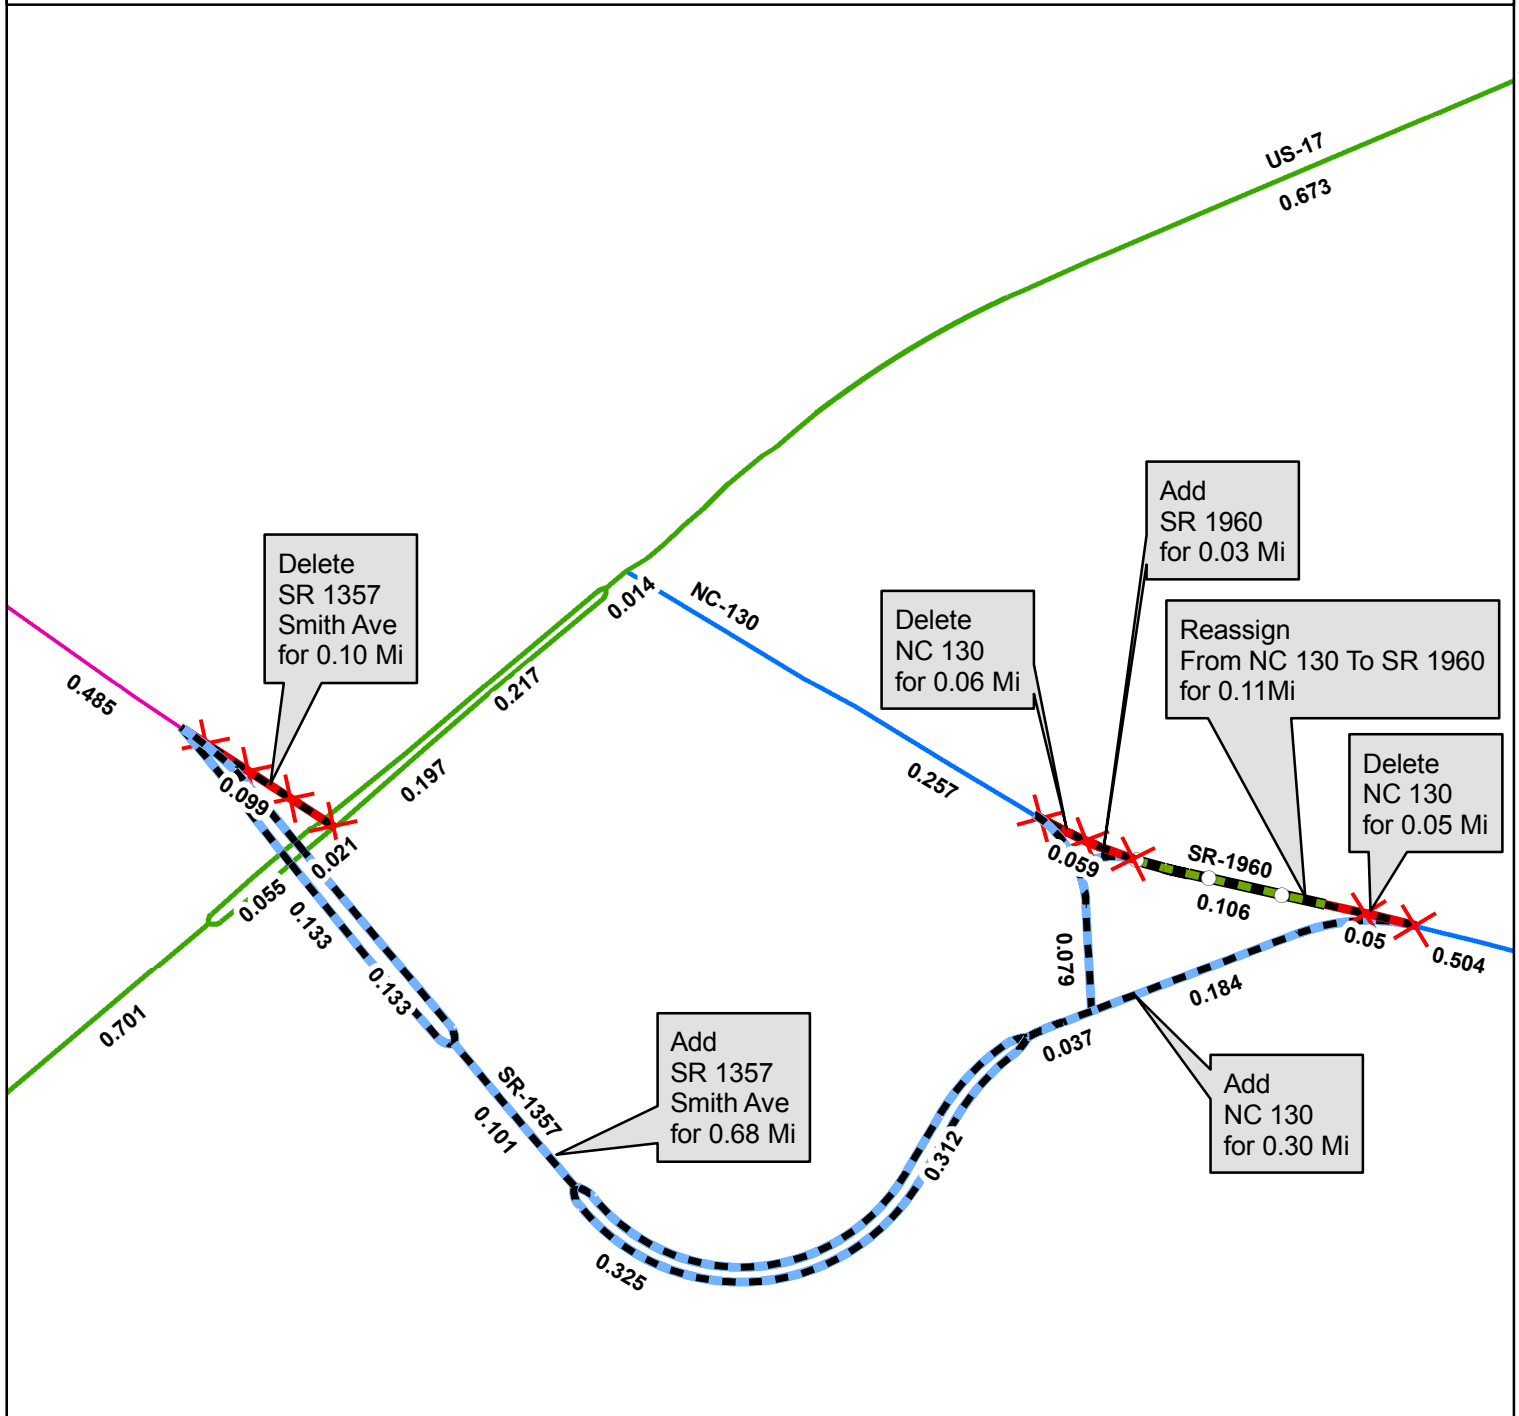 US-17
0.673
Add
SR 1960
for 0.03 Mi
Delete
SR 1357
Smith Ave
for 0.10 Mi
0.014
NC-130
Delete
NC 130
for 0.06 Mi
Reassign
From NC 130 To SR 1960
for 0.11Mi
0.485
0.217
0.197
0.257
Delete
NC 130
for 0.05 Mi
0.099
0.021
0.059
SR-1960
0.106
0.055
0.133
0.05
0.504
0.079
0.184
0.133
0.701
0.037
Add
SR 1357
Smith Ave
for 0.68 Mi
SR-1357
0.101
Add
NC 130
for 0.30 Mi
0.312
0.325